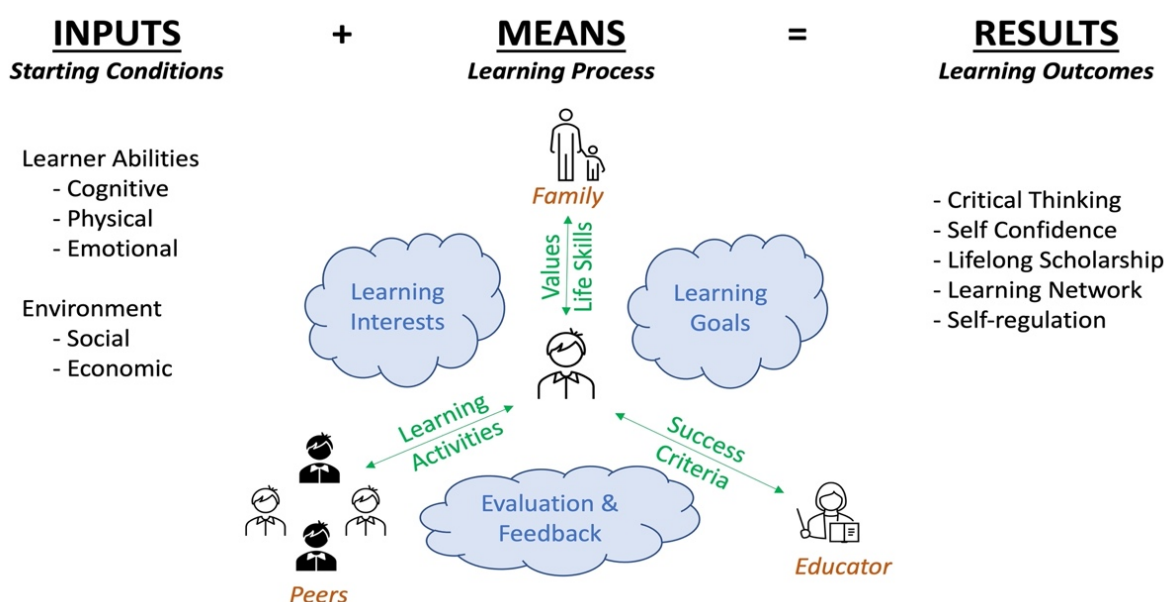 INPUTS + MEANS = RESULTS
Starting Conditions Learning Process Learning Outcomes
Learner Abilities
- Cognitive
- Physical
- Emotional
Environment
- Social
- Economic
Family
Values
Life Skills
Learning
Interests
Learning
Goals
Learning
Activities
Success
Criteria
Evaluation &
Feedback
Peers
Educator
- Critical Thinking
- Self Confidence
- Lifelong Scholarship
- Learning Network
- Self-regulation